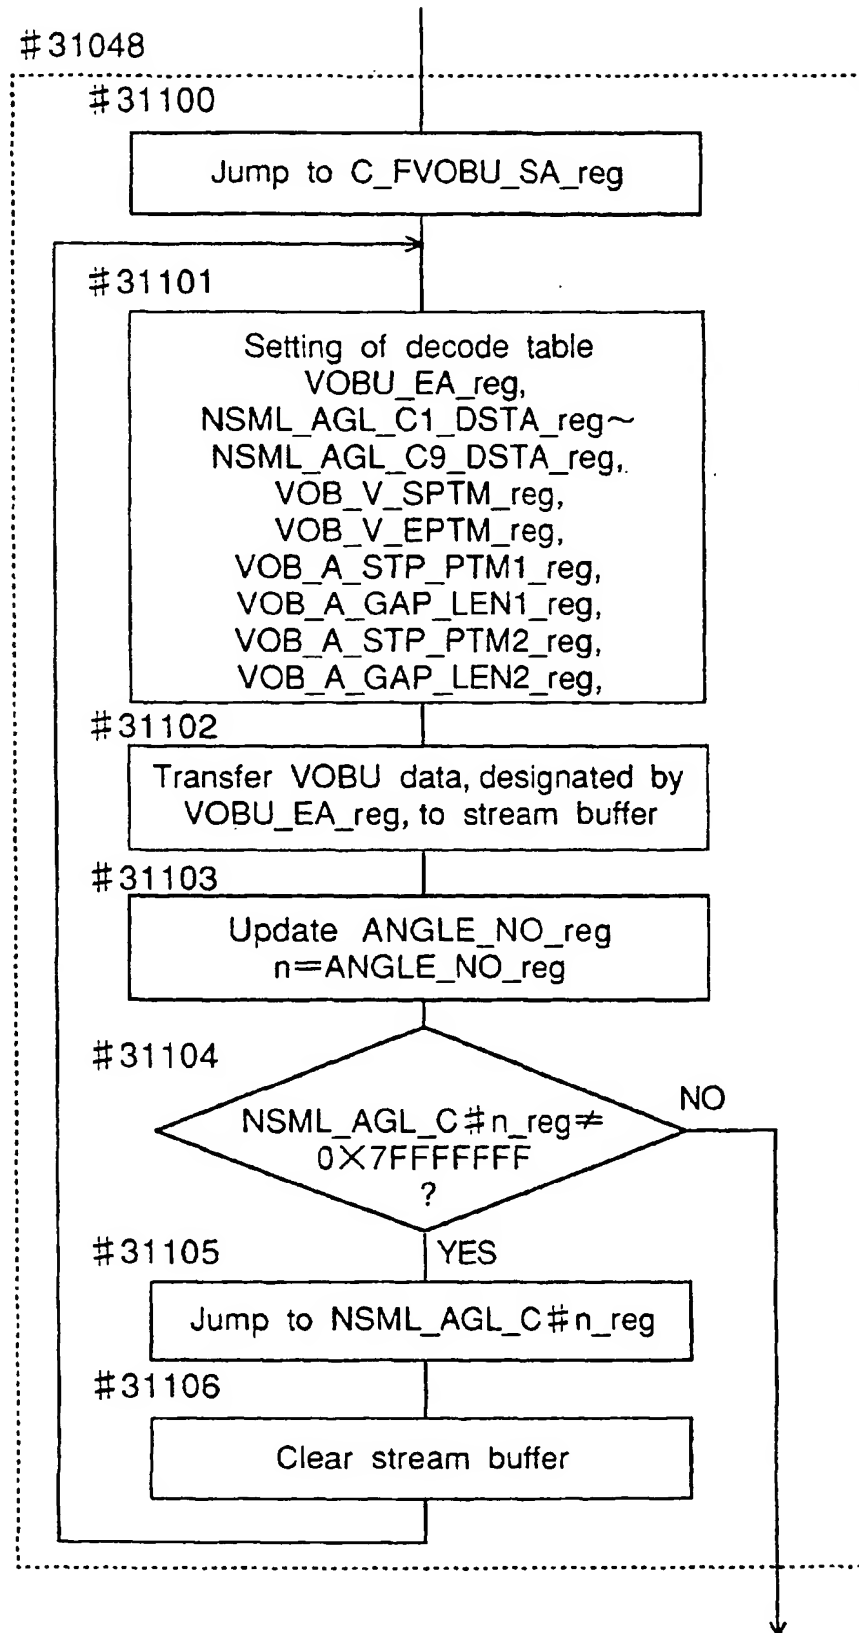 #31048
#31100
Jump to C_FVOBU_SA_reg
#31101
Setting of decode table
VOBU_EA_reg,
NSML_AGL_C1_DSTA_reg~
NSML_AGL_C9_DSTA_reg,
VOB_V_SPTM_reg,
VOB_V_EPTM_reg,
VOB_A_STP_PTM1_reg,
VOB_A_GAP_LEN1_reg,
VOB_A_STP_PTM2_reg,
VOB_A_GAP_LEN2_reg,
#31102
Transfer VOBU data, designated by
VOBU_EA_reg, to stream buffer
#31103
Update ANGLE_NO_reg
n=ANGLE_NO_reg
#31104
NO
NSML_AGL_C#n_reg≠
0X7FFFFFFF
?
#31105
YES
Jump to NSML_AGL_C#n_reg
#31106
Clear stream buffer